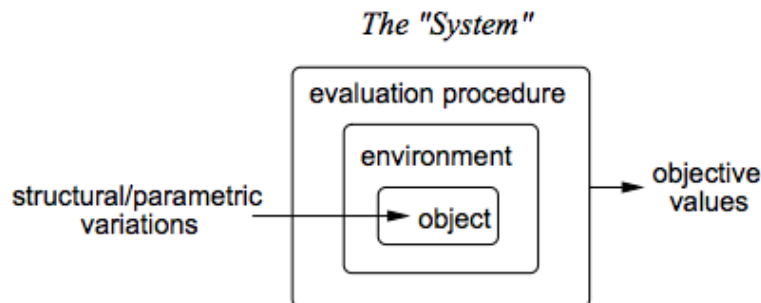 The "System"
evaluation procedure
environment
object
structural/parametric
variations
objective
values